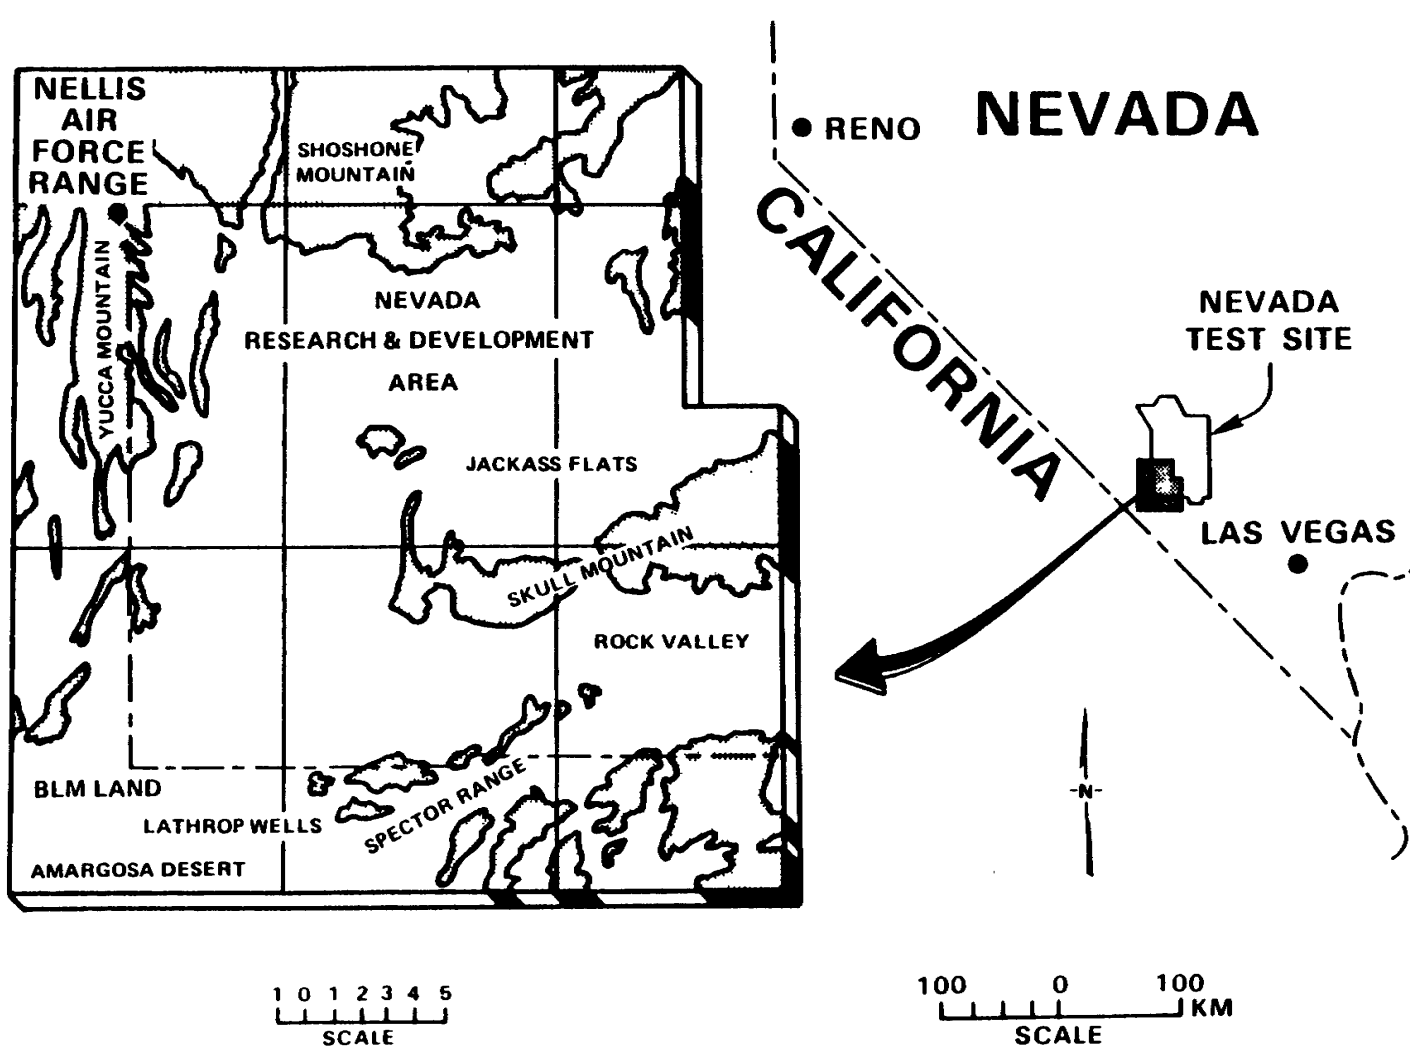 NELLIS
AIR
FORCE
RANGE
SHOSHONE
MOUNTAIN
YUCCA MOUNTAIN
NEVADA
RESEARCH & DEVELOPMENT
AREA
JACKASS FLATS
SKULL MOUNTAIN
ROCK VALLEY
BLM LAND
LATHROP WELLS
SPECTOR RANGE
AMARGOSA DESERT
1 0 1 2 3 4 5
SCALE
RENO
NEVADA
CALIFORNIA
NEVADA
TEST SITE
LAS VEGAS
-N-
100 0 100
KM
SCALE